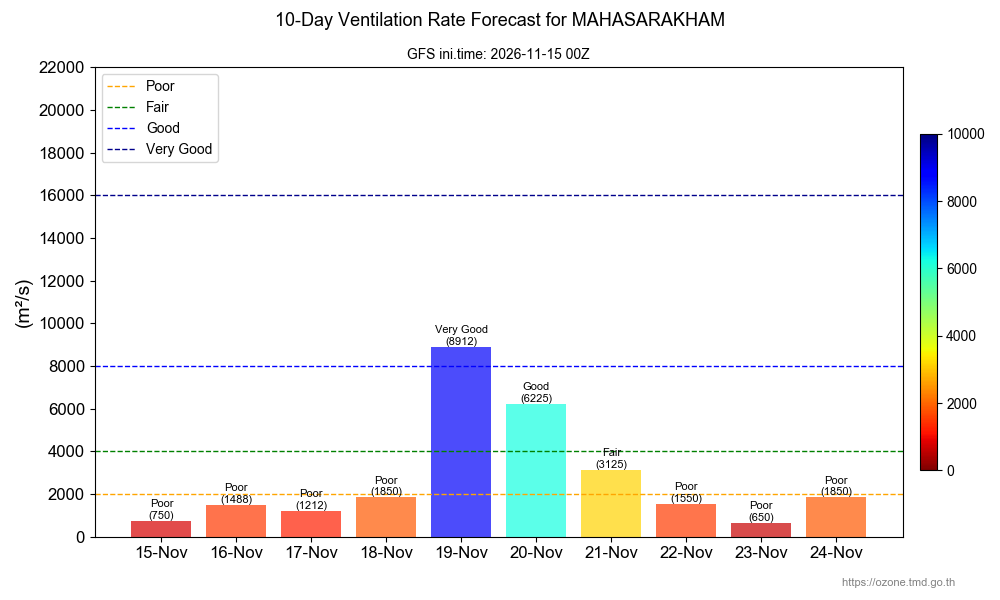 10-Day Ventilation Rate Forecast for MAHASARAKHAM
GFS ini.time: 2026-11-15 00Z
(m²/s)
22000
20000
18000
16000
14000
12000
10000
8000
6000
4000
2000
0
Poor
Fair
Good
Very Good
Poor
(750)
Poor
(1488)
Poor
(1212)
Poor
(1850)
Very Good
(8912)
Good
(6225)
Fair
(3125)
Poor
(1550)
Poor
(650)
Poor
(1850)
15-Nov 16-Nov 17-Nov 18-Nov 19-Nov 20-Nov 21-Nov 22-Nov 23-Nov 24-Nov
10000
8000
6000
4000
2000
0
https://ozone.tmd.go.th